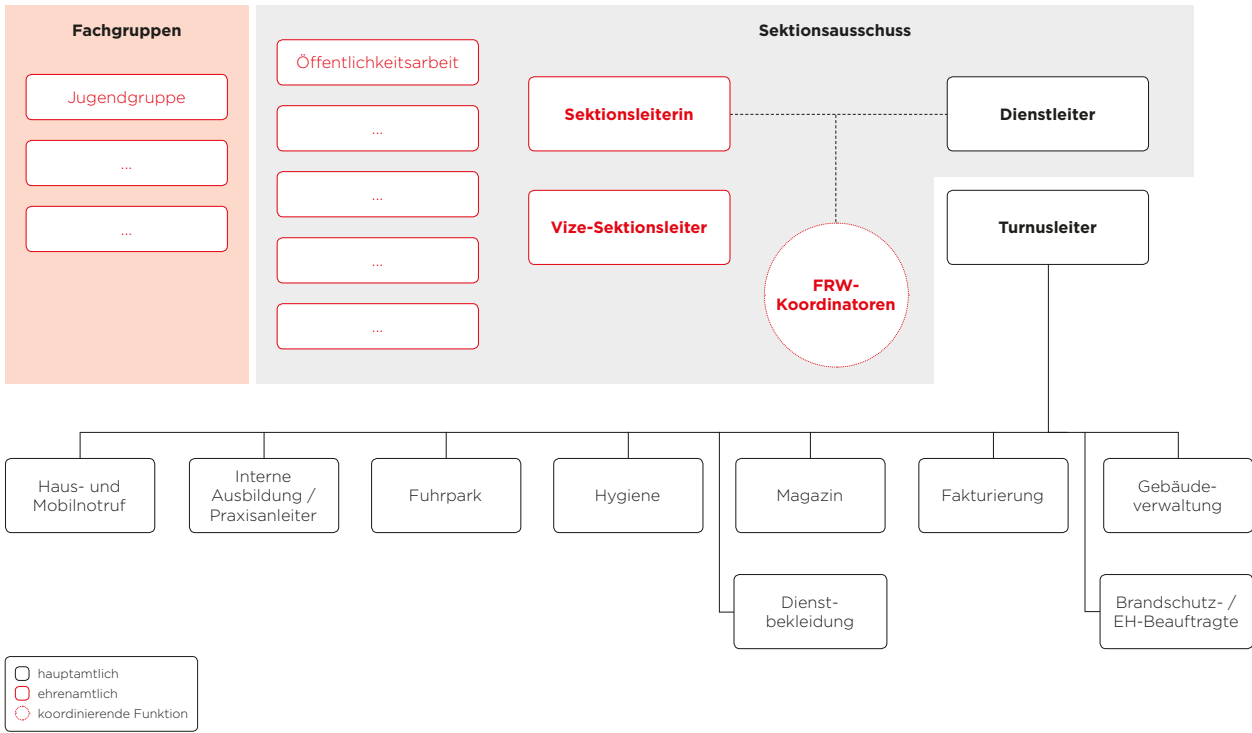 Fachgruppen
Jugendgruppe
...
...
Sektionsausschuss
Öffentlichkeitsarbeit
...
...
...
...
Sektionsleiterin
Dienstleiter
Vize-Sektionsleiter
Turnusleiter
FRW-
Koordinatoren
Haus- und
Mobilnotruf
Interne
Ausbildung /
Praxisanleiter
Fuhrpark
Hygiene
Magazin
Fakturierung
Gebäude-
verwaltung
Dienst-
bekleidung
Brandschutz- /
EH-Beauftragte
hauptamtlich
ehrenamtlich
koordinierende Funktion